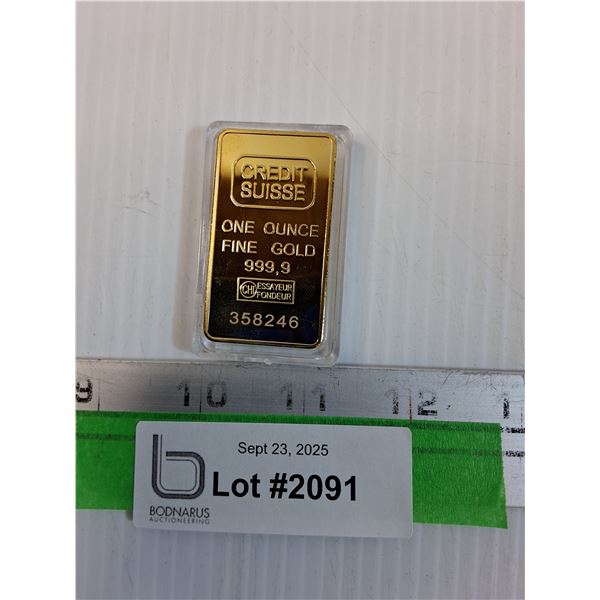 CREDIT
SUISSE
ONE OUNCE
FINE GOLD
999,9
CHI ESSAYEUR
FONDEUR
358246
9 10 11 12 1
Sept 23, 2025
Lot #2091
b
BODNARUS
AUCTIONEERING